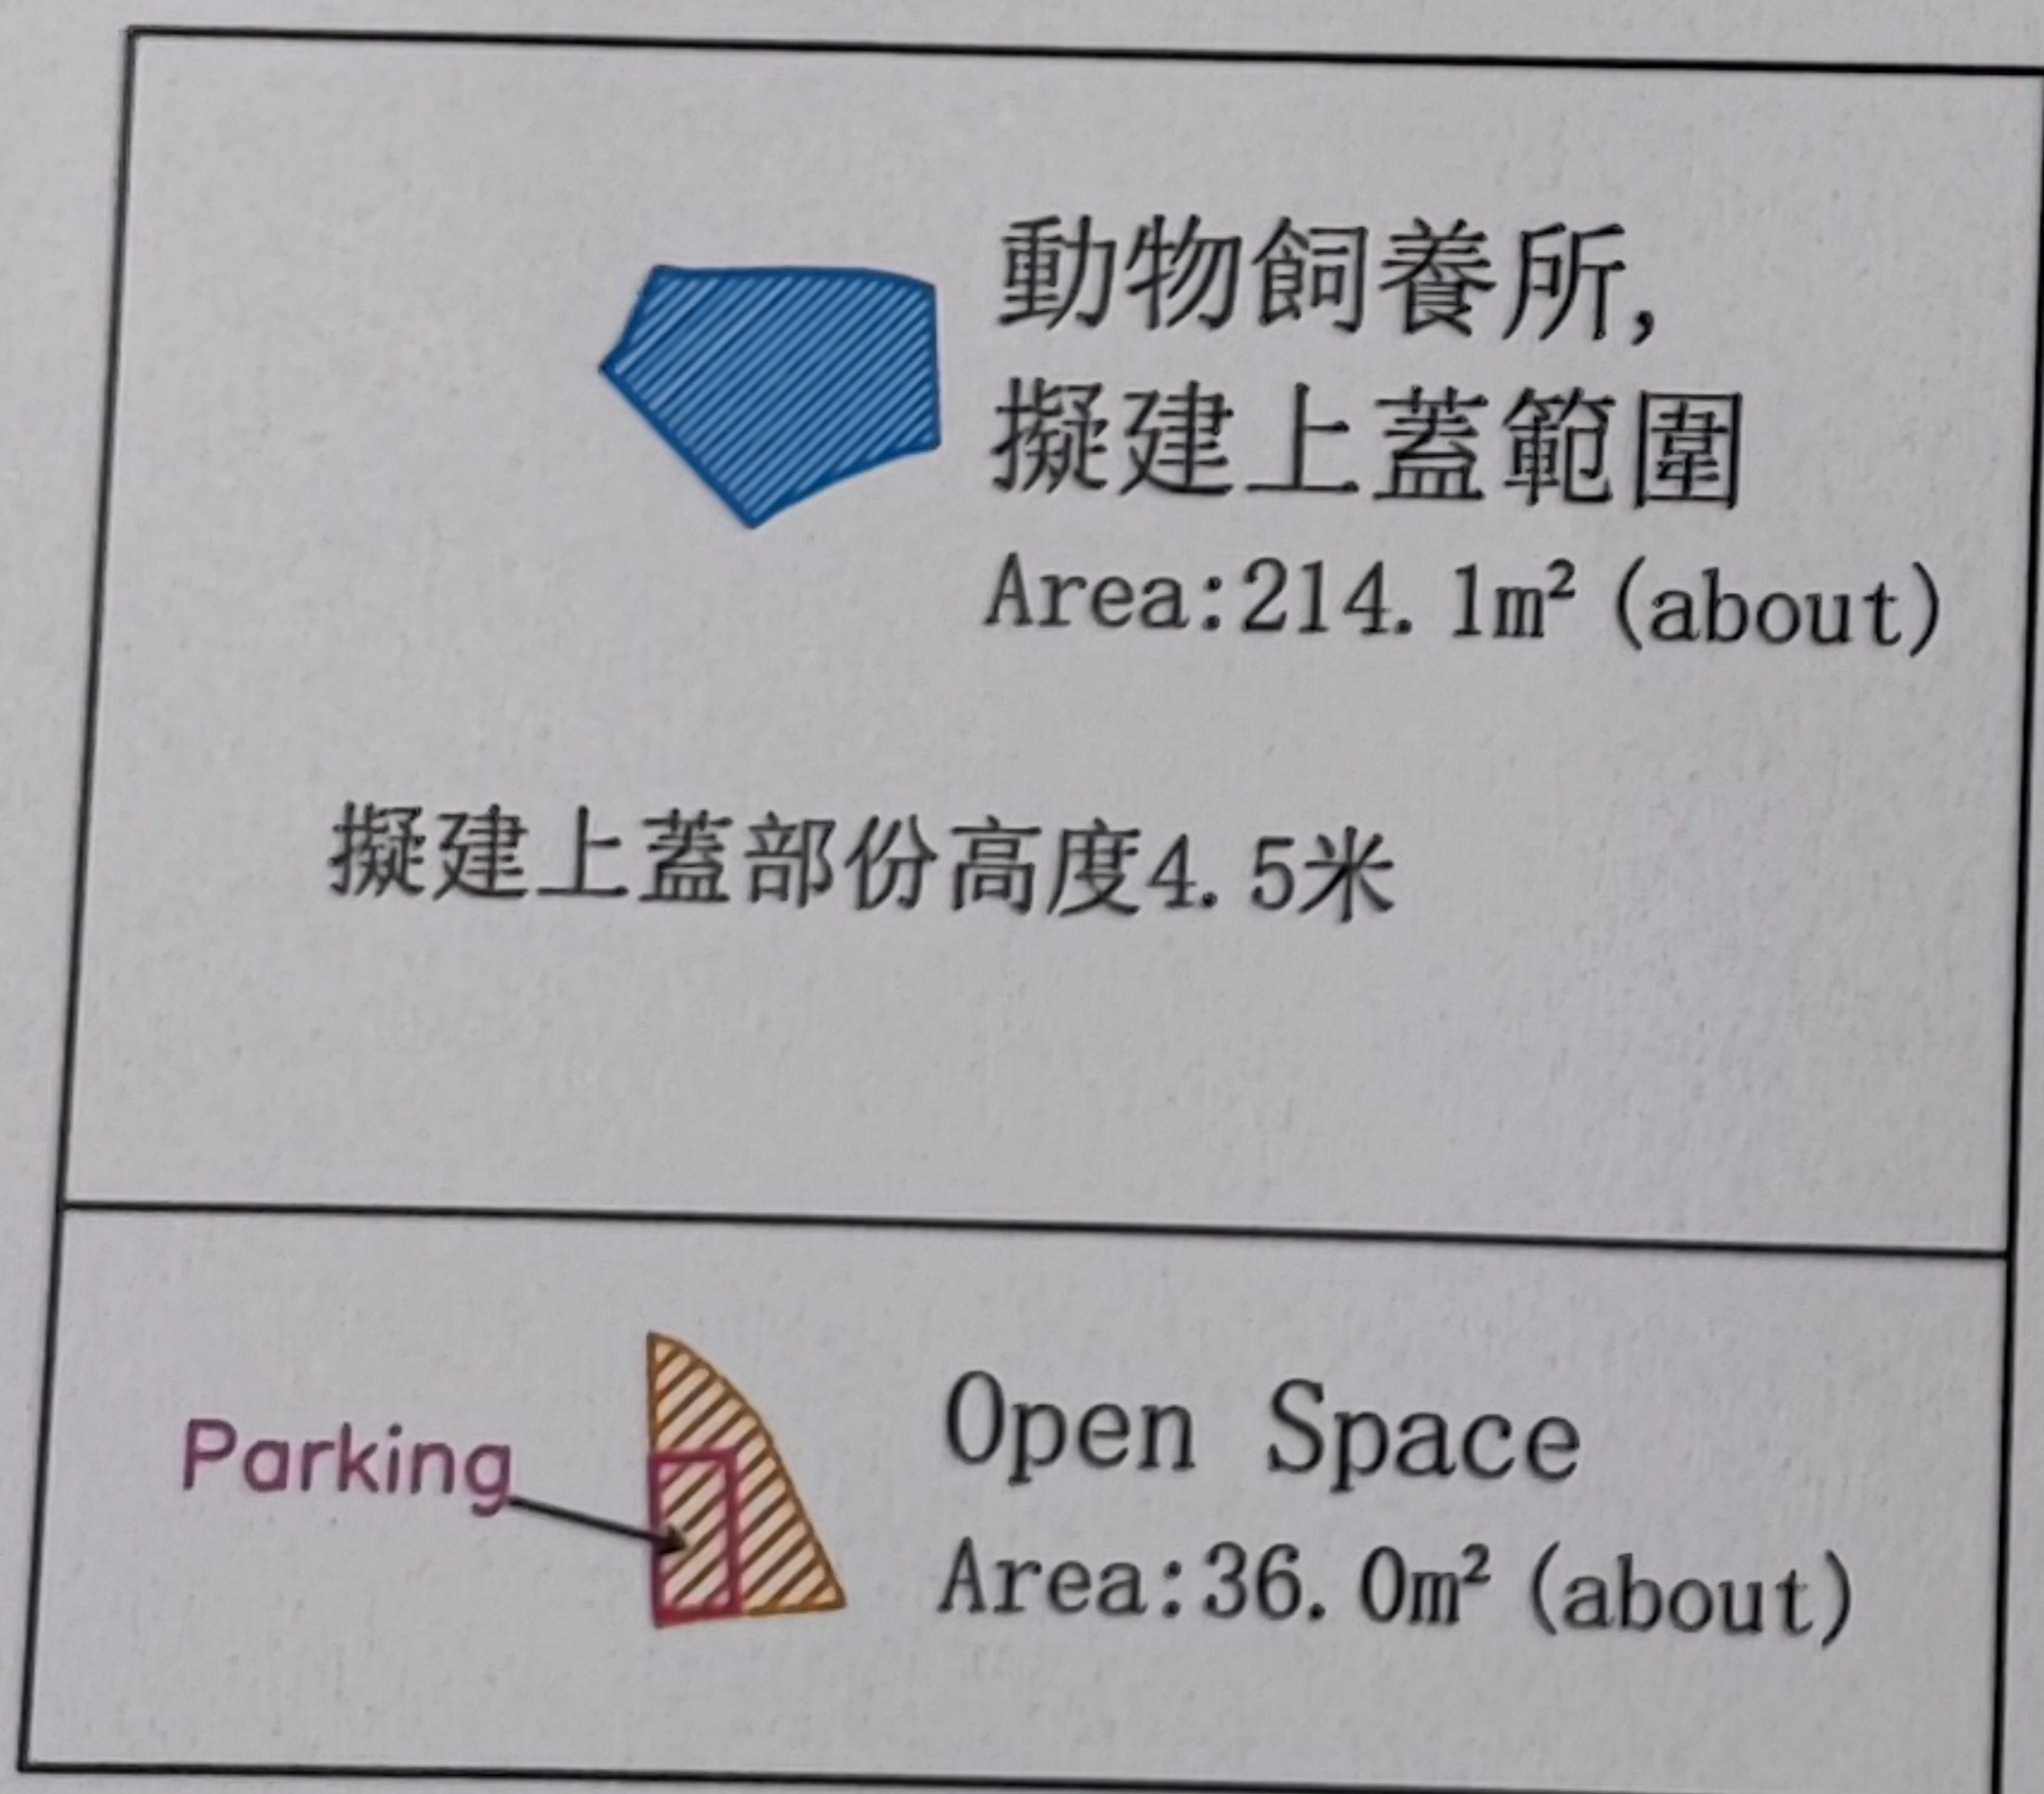 動物飼養所,
擬建上蓋範圍
Area:214.1m² (about)
擬建上蓋部份高度4.5米
Parking
Open Space
Area:36.0m² (about)